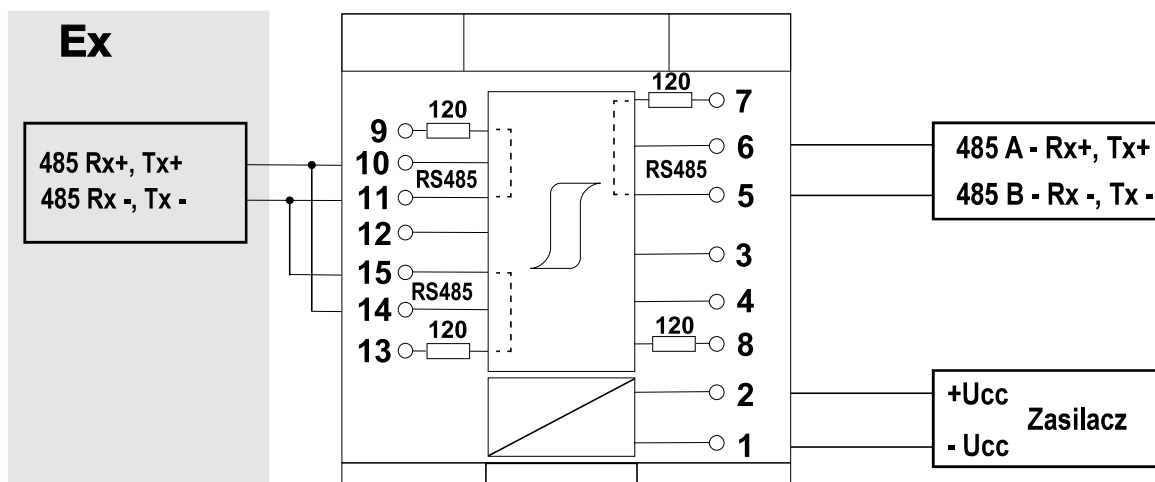 Ex
485 Rx+, Tx+
485 Rx -, Tx -
9
120
10
RS485
11
12
15
RS485
14
13
120
120
7
6
RS485
5
3
4
120
8
2
1
485 A - Rx+, Tx+
485 B - Rx -, Tx -
+Ucc
Zasilacz
- Ucc